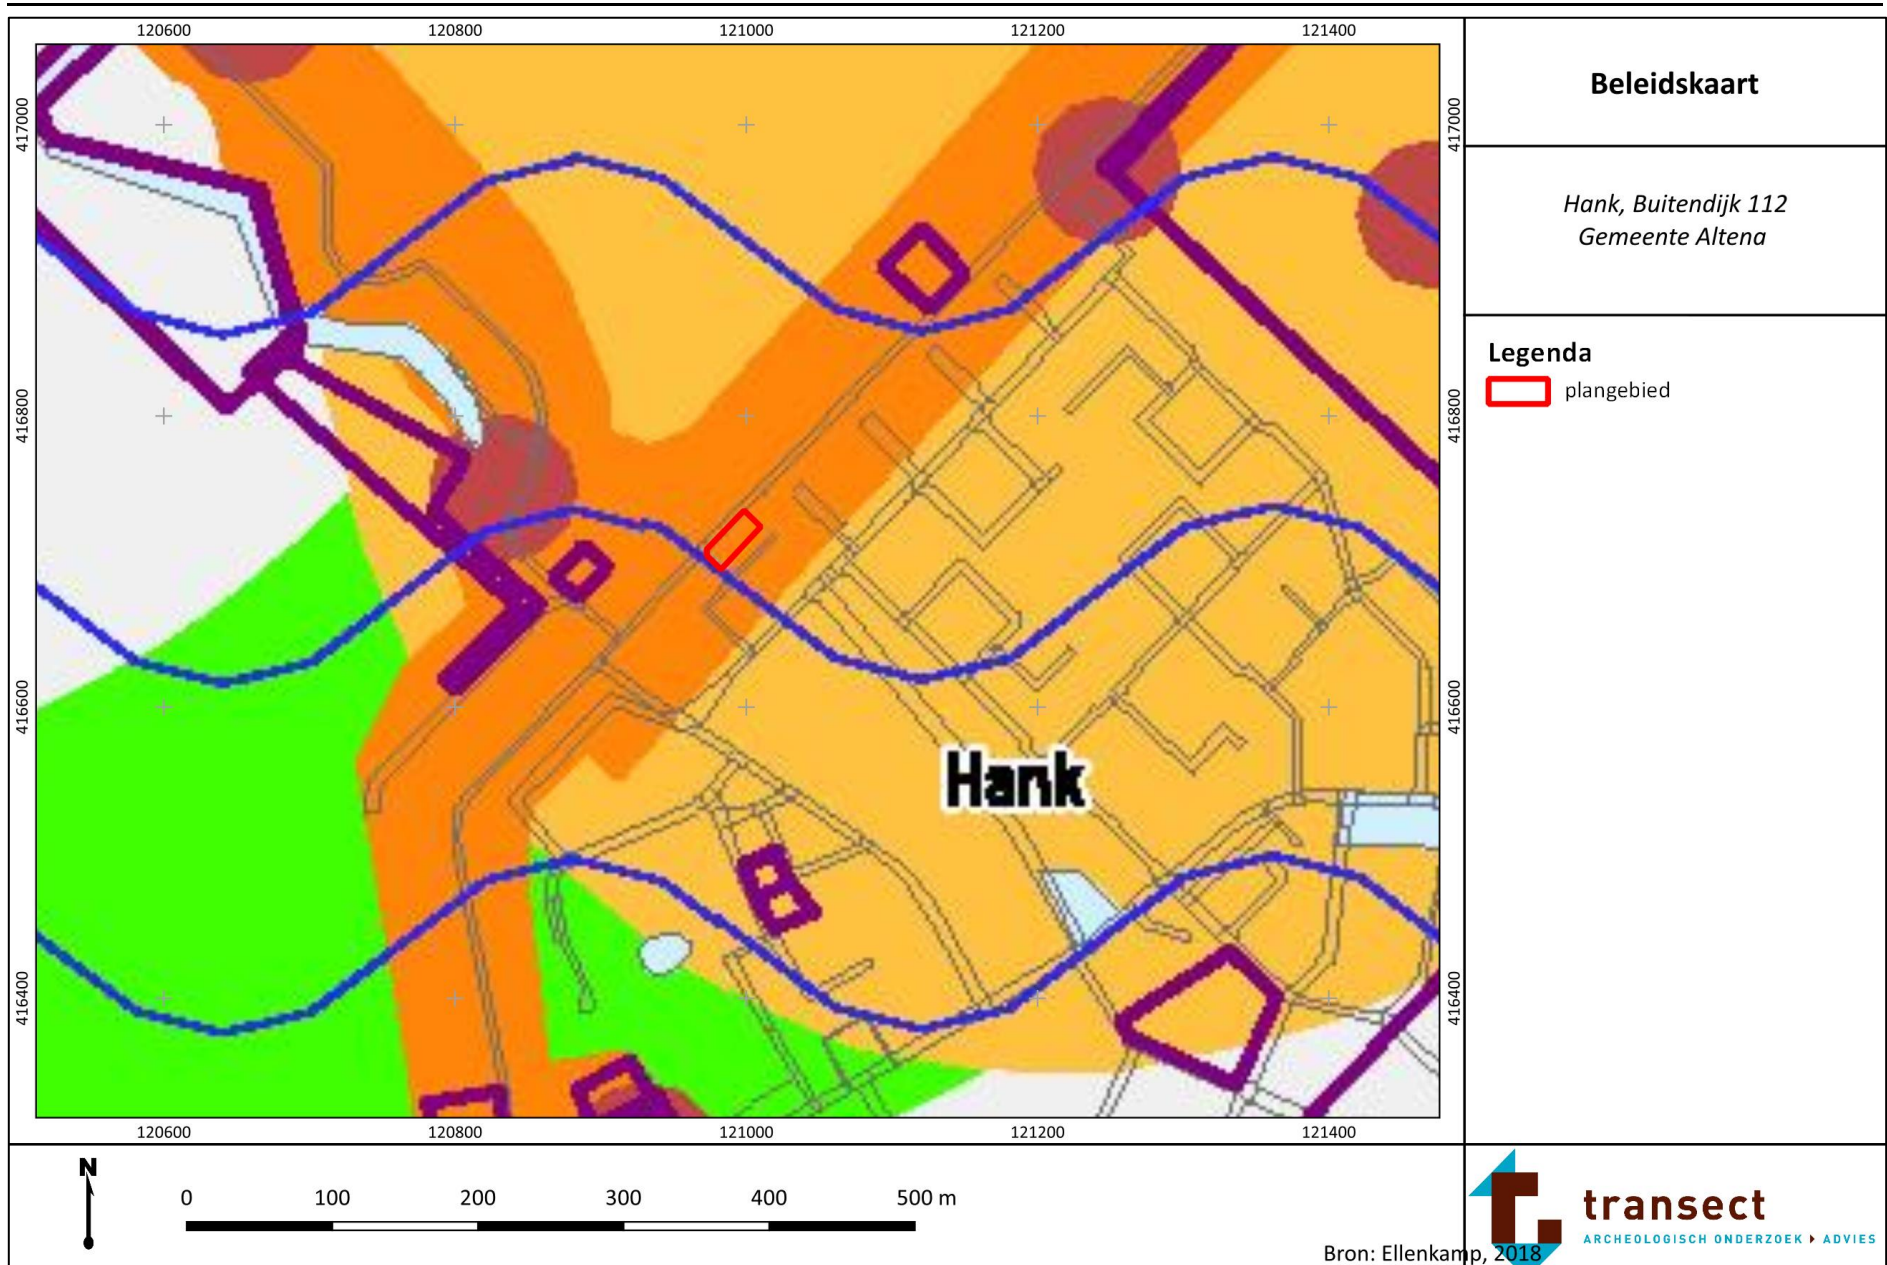 120600 120800 121000 121200 121400
417000 417000
416800 416800
416600 416600
416400 416400
Hank
120600 120800 121000 121200 121400
Beleidskaart
Hank, Buitendijk 112
Gemeente Altena
Legenda
plangebied
N
0 100 200 300 400 500 m
Bron: Ellenkamp, 2018
transect
ARCHEOLOGISCH ONDERZOEK ▸ ADVIES